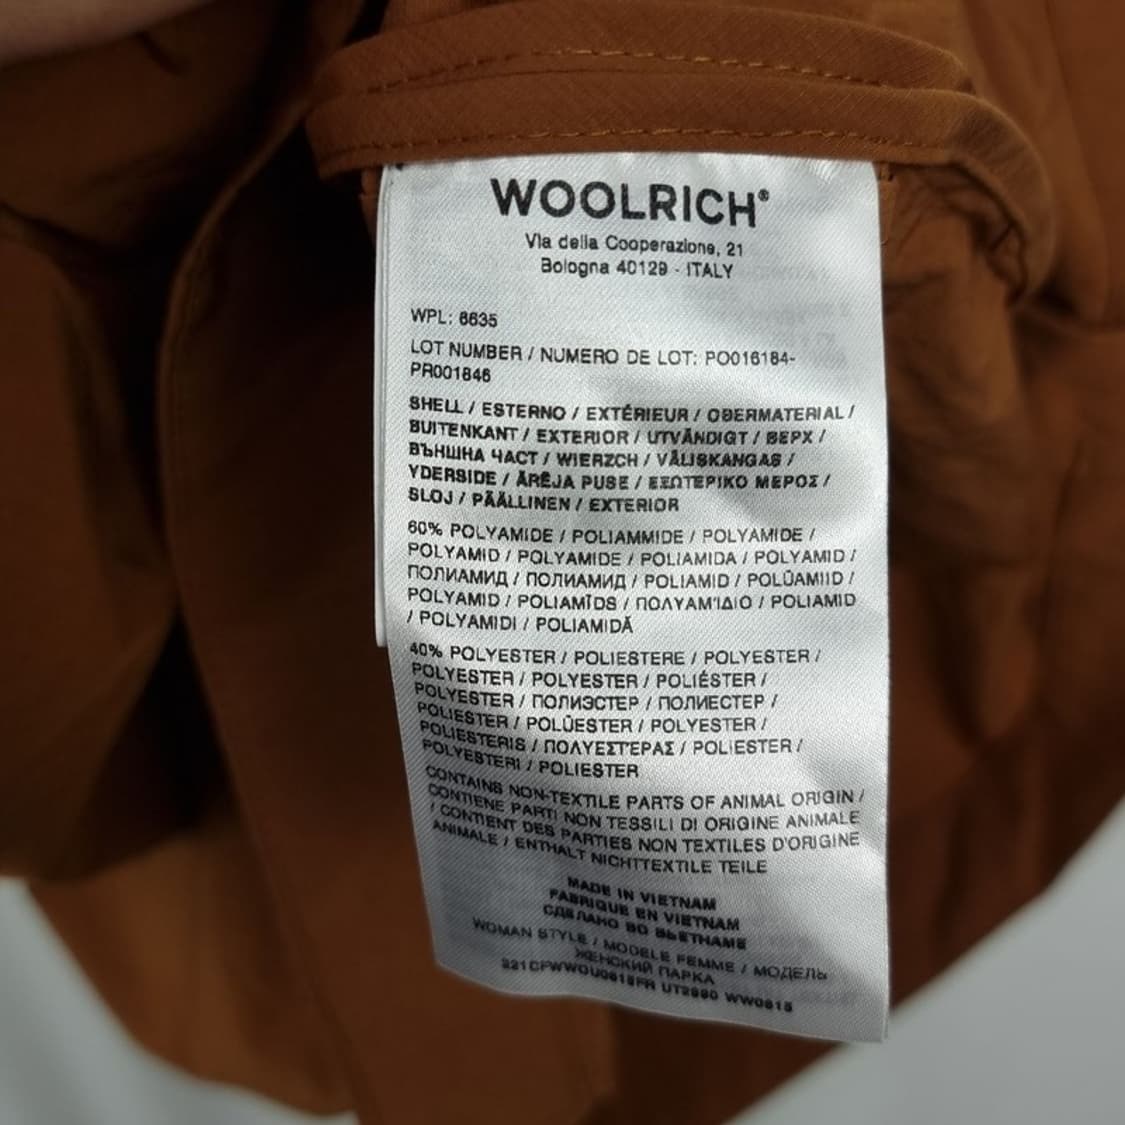 WOOLRICH®
Via della Cooperazione, 21
Bologna 40129 - ITALY
WPL: 6635
LOT NUMBER / NUMERO DE LOT: PO016184-
PR001846
SHELL / ESTERNO / EXTÉRIEUR / OBERMATERIAL /
BUITENKANT / EXTERIOR / UTVÄNDIGT / ВЕРХ /
ВЪНШНА ЧАСТ / WIERZCH / VÄLISKANGAS /
YDERSIDE / ĀRĒJA PUSE / ΕΞΩΤΕΡΙΚΟ ΜΕΡΟΣ /
SLOJ / PÄÄLLINEN / EXTERIOR
60% POLYAMIDE / POLIAMMIDE / POLYAMIDE /
POLYAMID / POLYAMIDE / POLIAMIDA / POLYAMID /
ПОЛИАМИД / ПОЛИАМИД / POLIAMID / POLÜAMIID /
POLYAMID / POLIAMĪDS / ΠΟΛΥΑΜΊΔΙΟ / POLIAMID
/ POLYAMIDI / POLIAMIDĂ
40% POLYESTER / POLIESTERE / POLYESTER /
POLYESTER / POLYESTER / POLIÉSTER /
POLYESTER / ПОЛИЭСТЕР / ПОЛИЕСТЕР /
POLIESTER / POLÜESTER / POLYESTER /
POLIESTERIS / ΠΟΛΥΕΣΤΈΡΑΣ / POLIESTER /
POLYESTERI / POLIESTER
CONTAINS NON-TEXTILE PARTS OF ANIMAL ORIGIN /
CONTIENE PARTI NON TESSILI DI ORIGINE ANIMALE
/ CONTIENT DES PARTIES NON TEXTILES D'ORIGINE
ANIMALE / ENTHALT NICHTTEXTILE TEILE
MADE IN VIETNAM
FABRIQUE EN VIETNAM
СДЕЛАНО ВО ВЬЕТНАМЕ
WOMAN STYLE / MODELE FEMME / МОДЕЛЬ
ЖЕНСКИЙ ПАРКА
WW0615